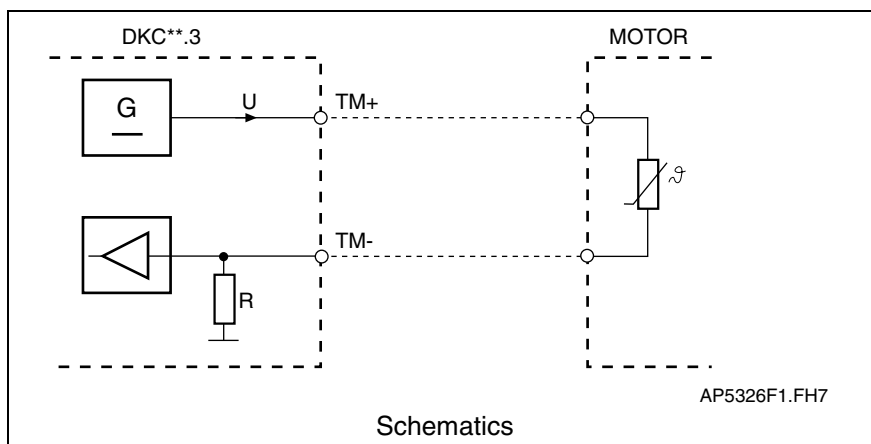 DKC**.3 MOTOR
G U TM+
ϑ
TM-
R
AP5326F1.FH7
Schematics